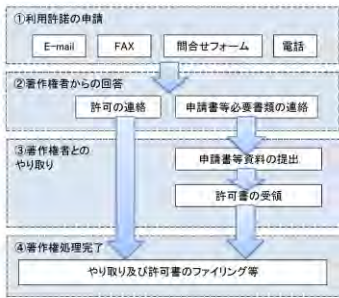 ①利用許諾の申請
E-mail FAX 問合せフォーム 電話
②著作権者からの回答
許可の連絡 申請書等必要書類の連絡
③著作権者との
やり取り
申請書等資料の提出
許可書の受領
④著作権処理完了
やり取り及び許可書のファイリング等